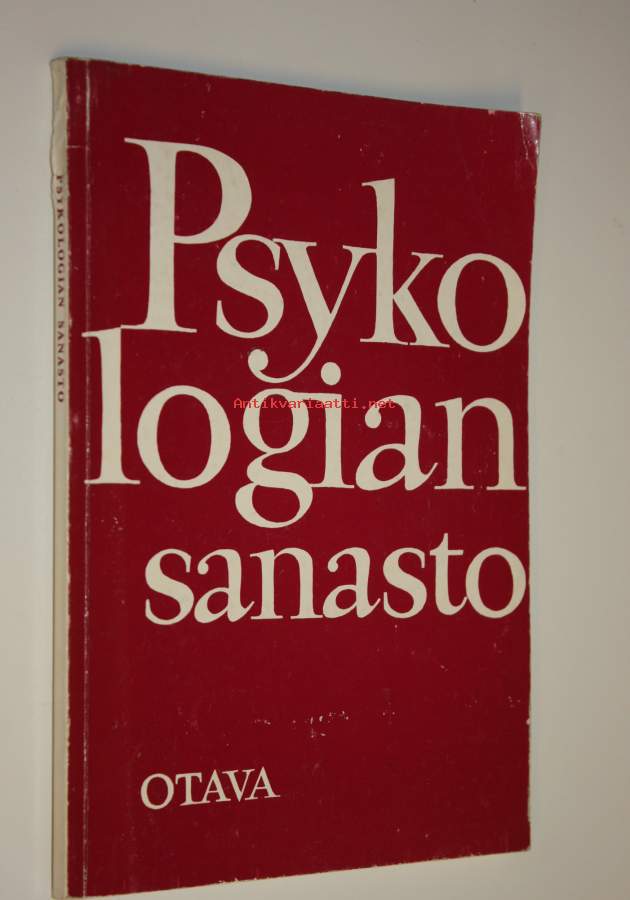 PSYKOLOGIAN SANASTO
Psyko
logian
Antikvariaatti.net
sanasto
OTAVA